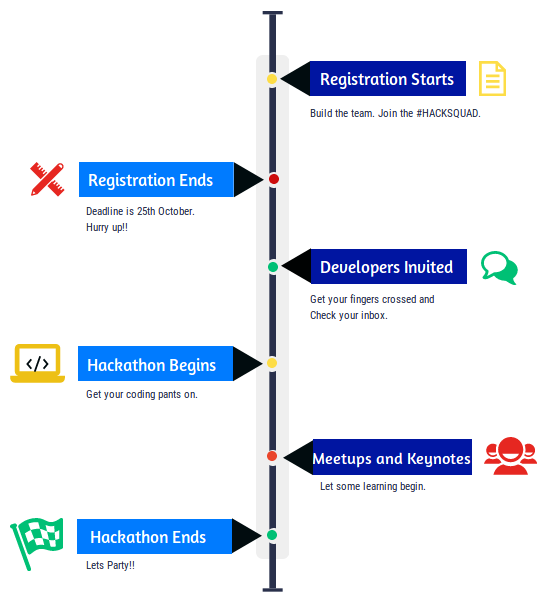 Registration Starts
Build the team. Join the #HACKSQUAD.
Registration Ends
Deadline is 25th October.
Hurry up!!
Developers Invited
Get your fingers crossed and
Check your inbox.
Hackathon Begins
Get your coding pants on.
</>
Meetups and Keynotes
Let some learning begin.
Hackathon Ends
Lets Party!!